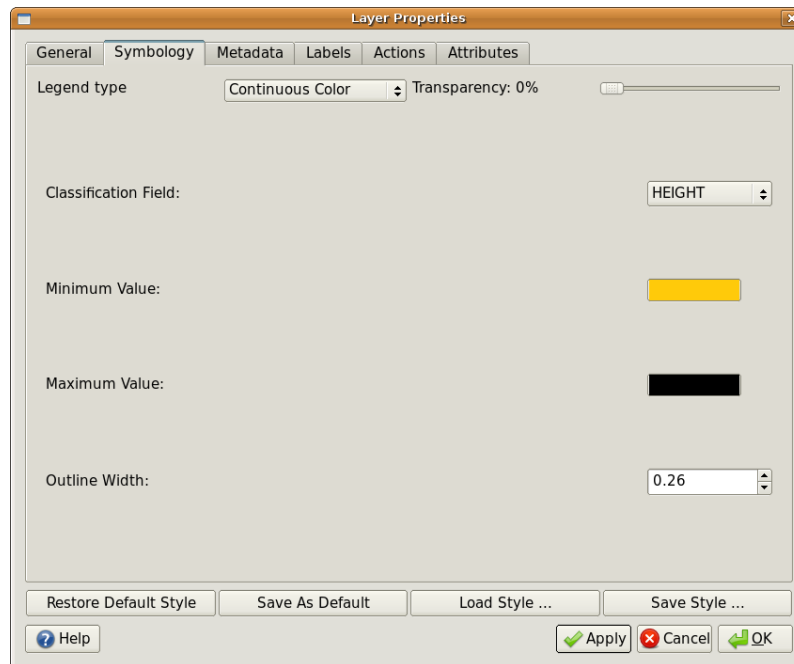 Layer Properties
General Symbology Metadata Labels Actions Attributes
Legend type Continuous Color Transparency: 0%
Classification Field: HEIGHT
Minimum Value:
Maximum Value:
Outline Width: 0.26
Restore Default Style Save As Default Load Style ... Save Style ...
Help Apply Cancel OK